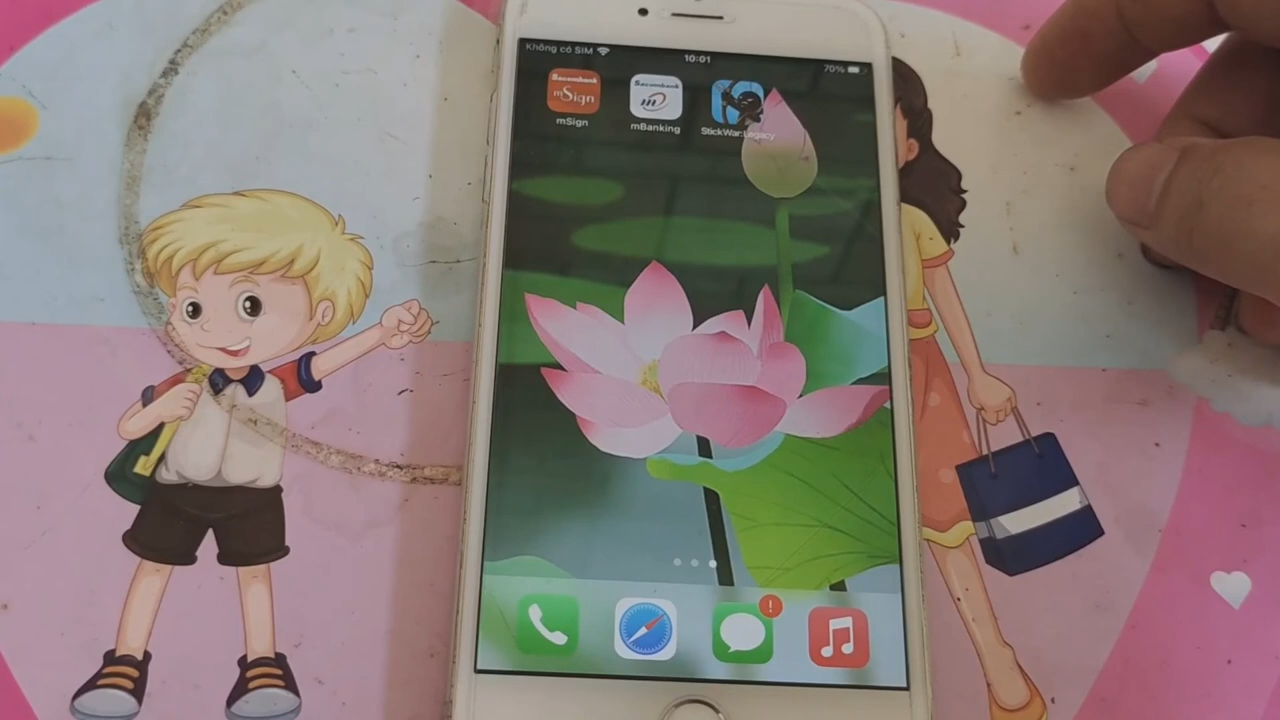 Không có SIM
10:01
70%
Sacombank
mSign
Sacombank
m
mSign
mBanking
StickWar:Legacy
!